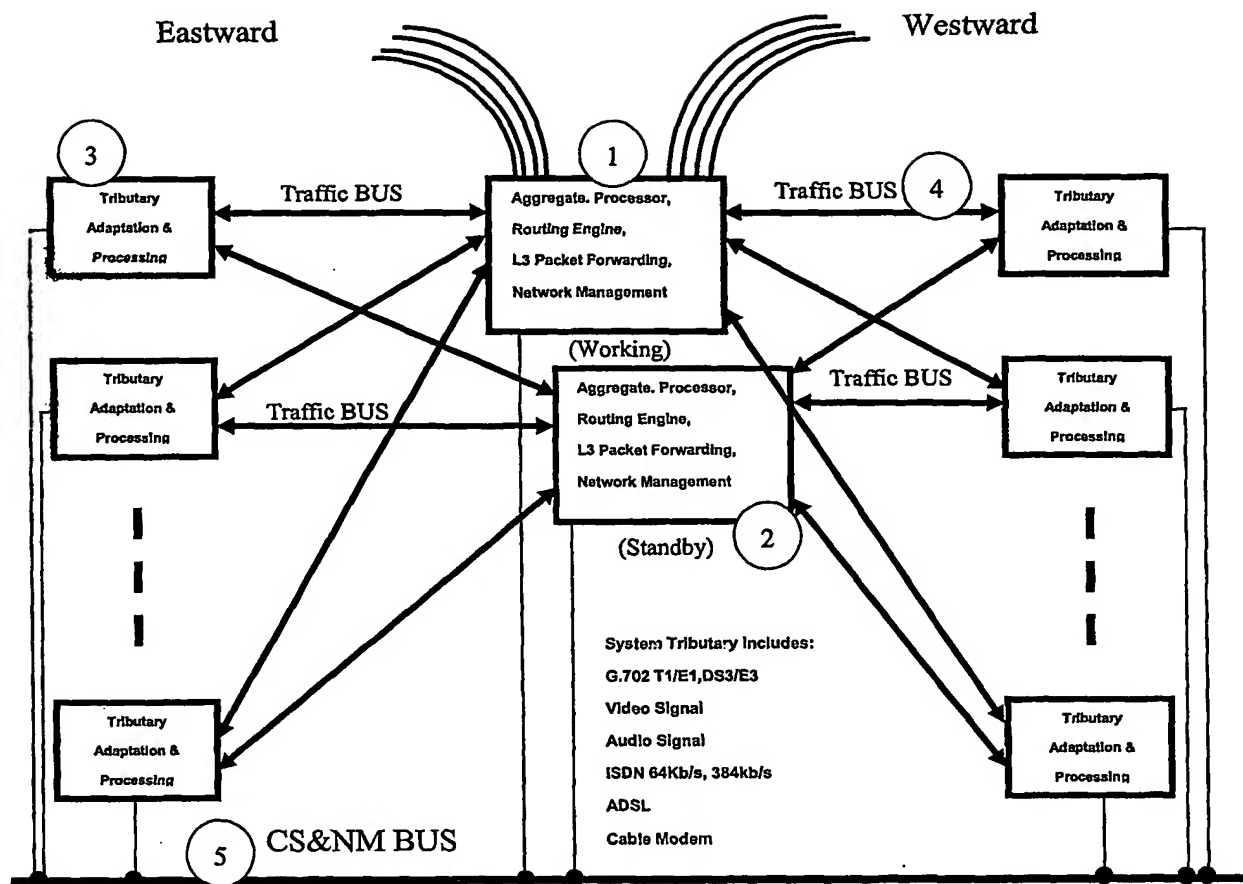 Eastward
Westward
3
1
4
Tributary
Adaptation &
Processing
Traffic BUS
Aggregate. Processor,
Routing Engine,
L3 Packet Forwarding,
Network Management
Traffic BUS
Tributary
Adaptation &
Processing
(Working)
Tributary
Adaptation &
Processing
Traffic BUS
Aggregate. Processor,
Routing Engine,
L3 Packet Forwarding,
Network Management
Traffic BUS
Tributary
Adaptation &
Processing
(Standby)
2
System Tributary Includes:
G.702 T1/E1,DS3/E3
Video Signal
Audio Signal
ISDN 64Kb/s, 384kb/s
ADSL
Cable Modem
Tributary
Adaptation &
Processing
Tributary
Adaptation &
Processing
5
CS&NM BUS